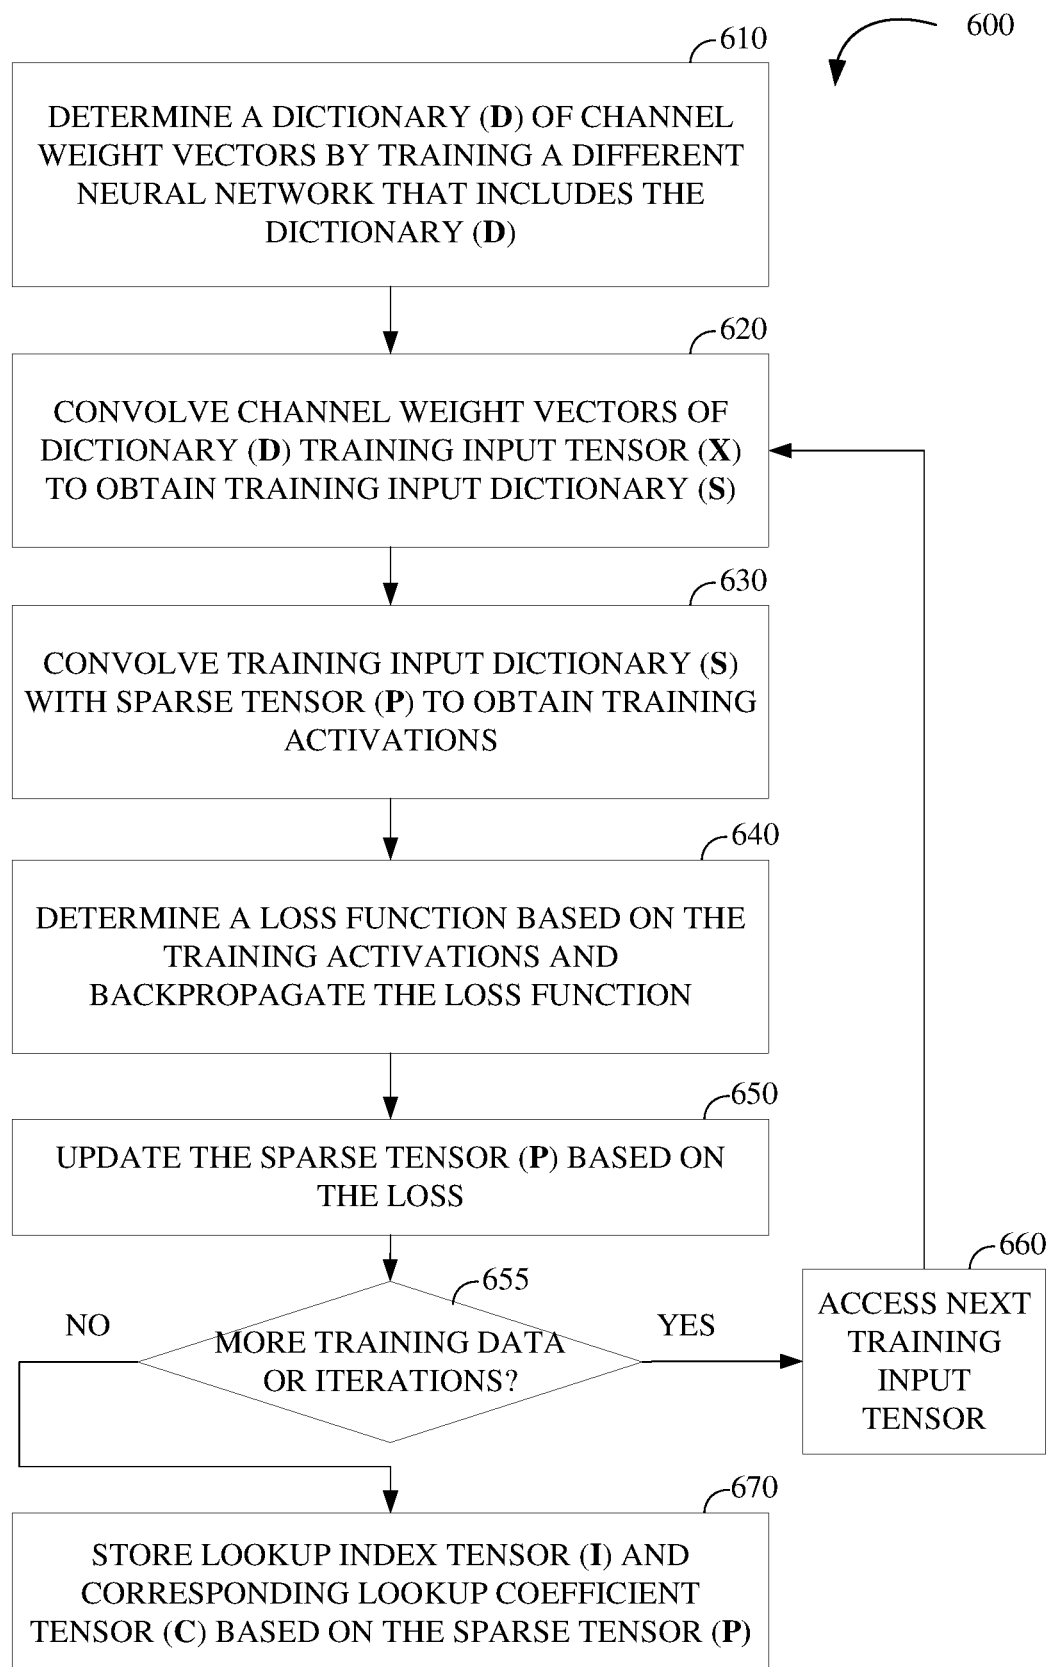 600
610
DETERMINE A DICTIONARY (D) OF CHANNEL
WEIGHT VECTORS BY TRAINING A DIFFERENT
NEURAL NETWORK THAT INCLUDES THE
DICTIONARY (D)
620
CONVOLVE CHANNEL WEIGHT VECTORS OF
DICTIONARY (D) TRAINING INPUT TENSOR (X)
TO OBTAIN TRAINING INPUT DICTIONARY (S)
630
CONVOLVE TRAINING INPUT DICTIONARY (S)
WITH SPARSE TENSOR (P) TO OBTAIN TRAINING
ACTIVATIONS
640
DETERMINE A LOSS FUNCTION BASED ON THE
TRAINING ACTIVATIONS AND
BACKPROPAGATE THE LOSS FUNCTION
650
UPDATE THE SPARSE TENSOR (P) BASED ON
THE LOSS
655
MORE TRAINING DATA
OR ITERATIONS?
NO
YES
660
ACCESS NEXT
TRAINING
INPUT
TENSOR
670
STORE LOOKUP INDEX TENSOR (I) AND
CORRESPONDING LOOKUP COEFFICIENT
TENSOR (C) BASED ON THE SPARSE TENSOR (P)